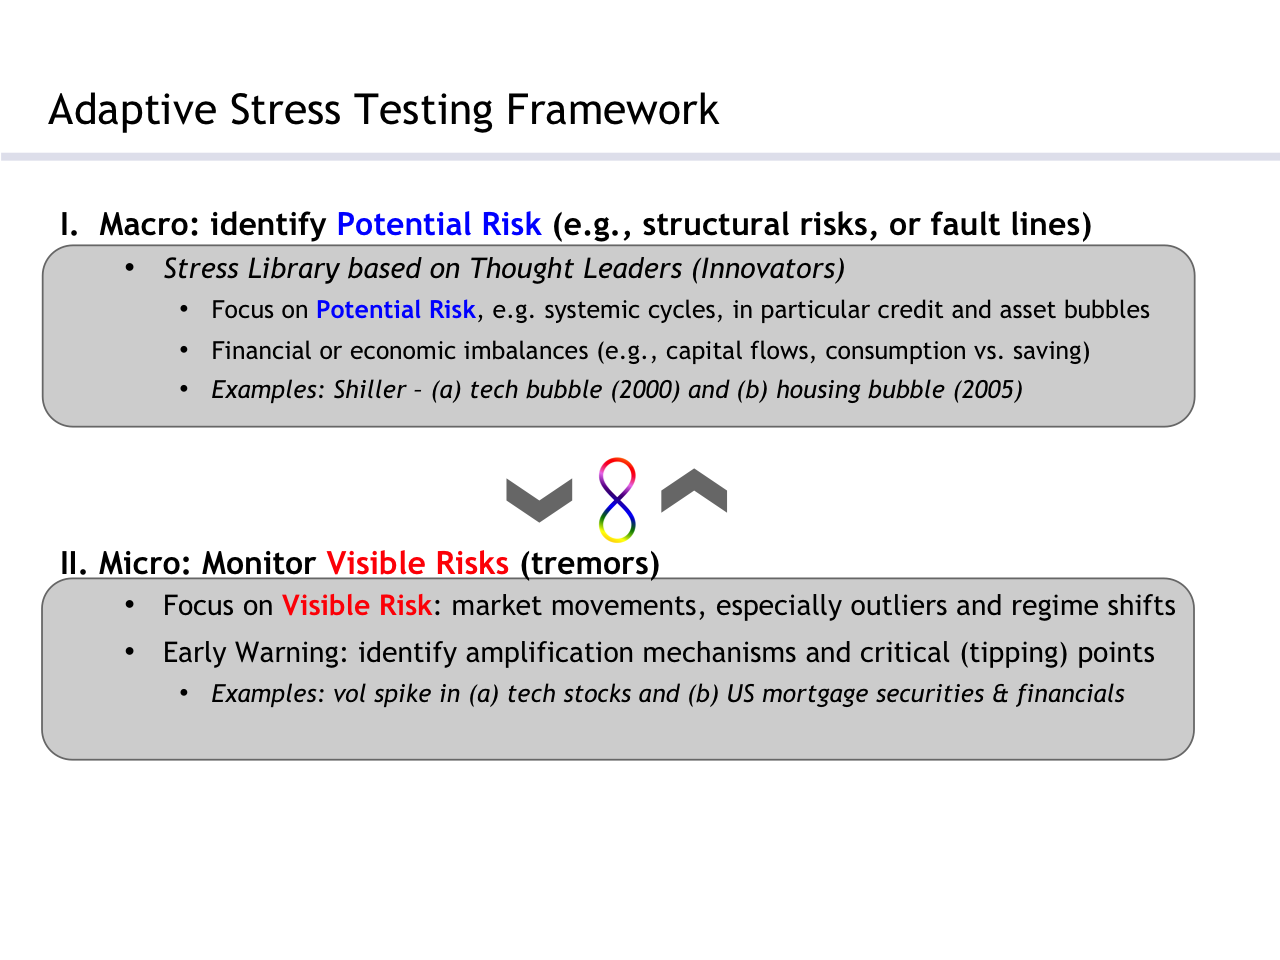 Adaptive Stress Testing Framework
I. Macro: identify Potential Risk (e.g., structural risks, or fault lines)
• Stress Library based on Thought Leaders (Innovators)
• Focus on Potential Risk, e.g. systemic cycles, in particular credit and asset bubbles
• Financial or economic imbalances (e.g., capital flows, consumption vs. saving)
• Examples: Shiller – (a) tech bubble (2000) and (b) housing bubble (2005)
II. Micro: Monitor Visible Risks (tremors)
• Focus on Visible Risk: market movements, especially outliers and regime shifts
• Early Warning: identify amplification mechanisms and critical (tipping) points
• Examples: vol spike in (a) tech stocks and (b) US mortgage securities & financials